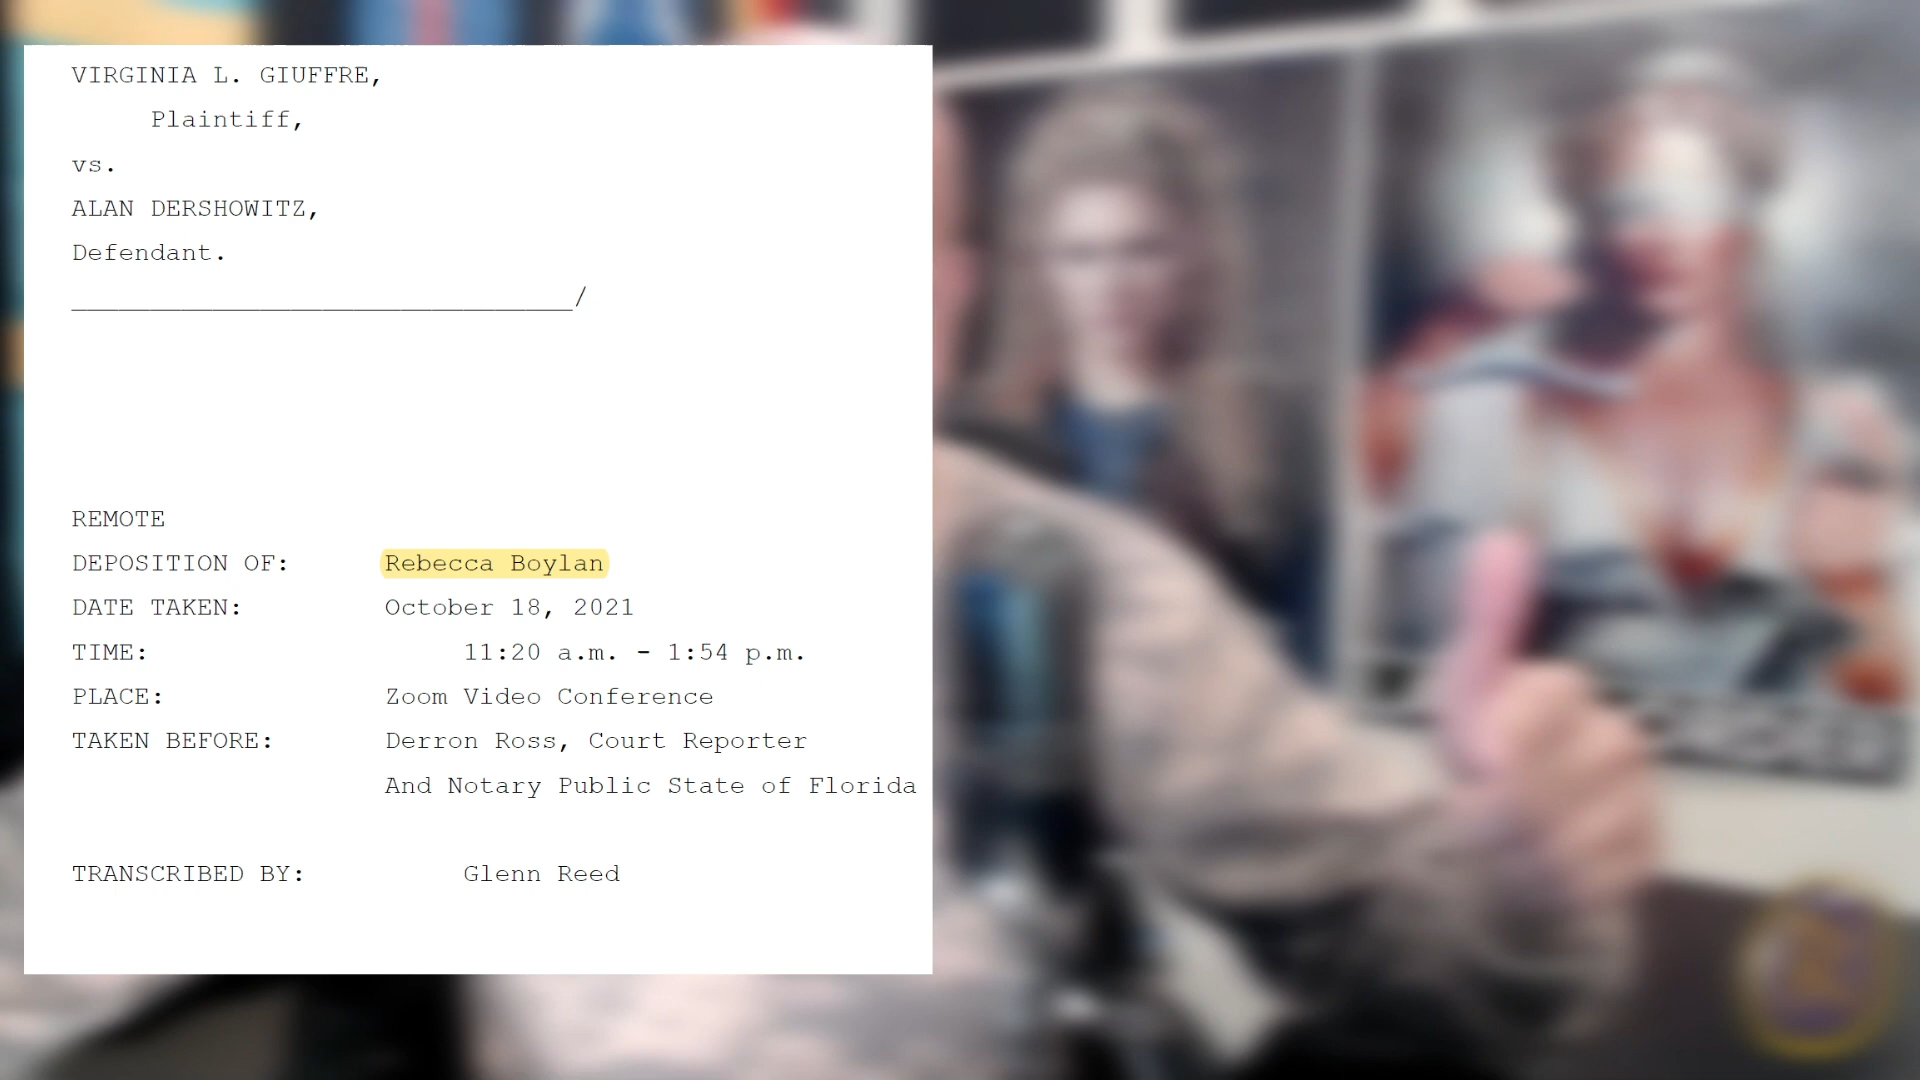 VIRGINIA L. GIUFFRE,
Plaintiff,
vs.
ALAN DERSHOWITZ,
Defendant.
________________________________/
REMOTE
DEPOSITION OF: Rebecca Boylan
DATE TAKEN: October 18, 2021
TIME: 11:20 a.m. - 1:54 p.m.
PLACE: Zoom Video Conference
TAKEN BEFORE: Derron Ross, Court Reporter
And Notary Public State of Florida
TRANSCRIBED BY: Glenn Reed